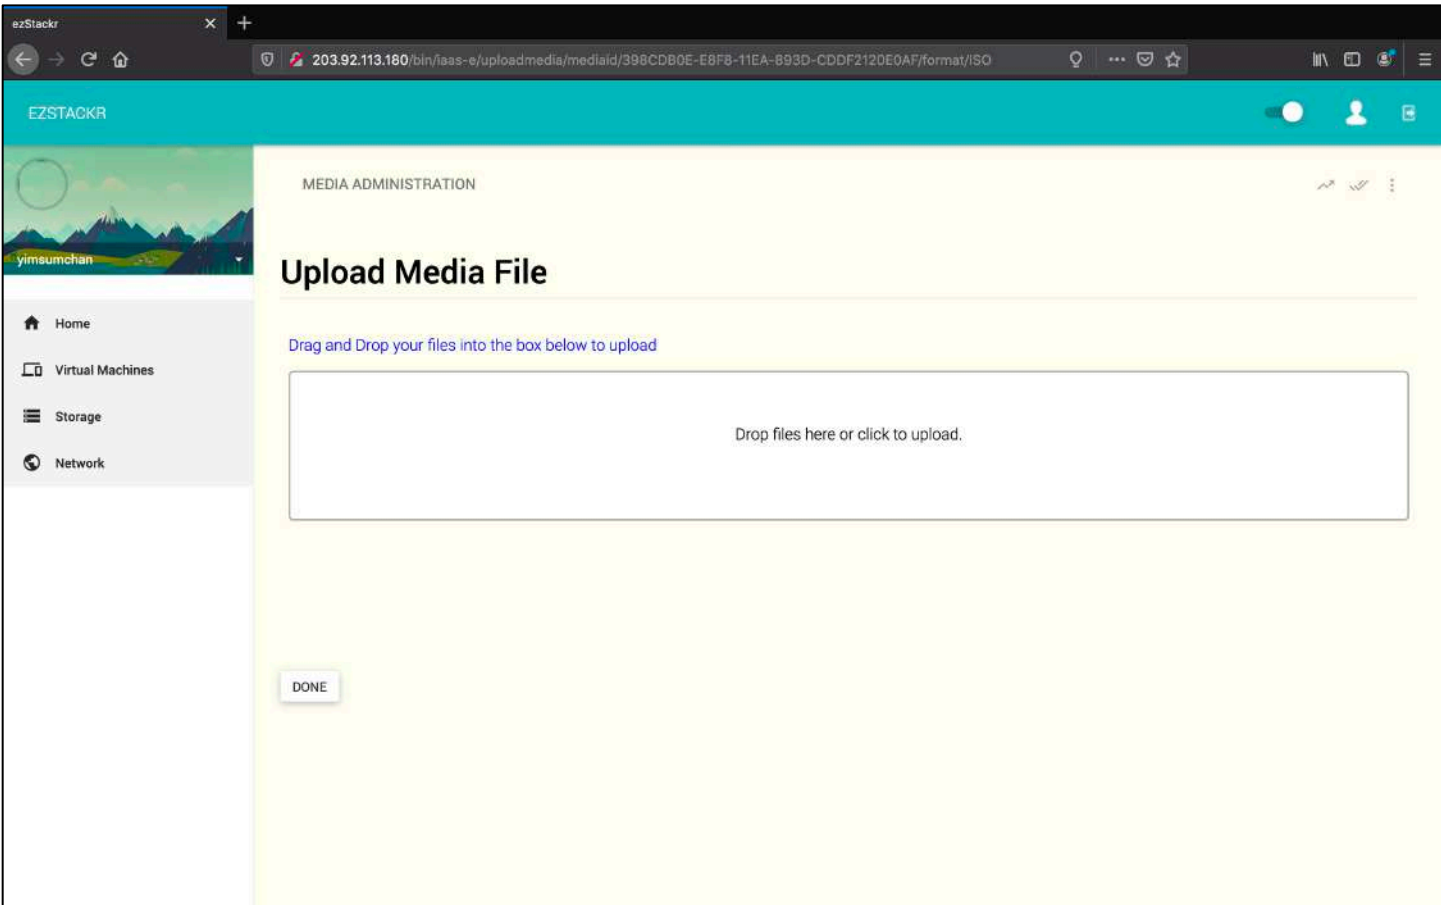 ezStackr
203.92.113.180/bin/iaas-e/uploadmedia/mediaid/398CDB0E-E8F8-11EA-893D-CDDF2120E0AF/format/ISO
EZSTACKR
yimsumchan
Home
Virtual Machines
Storage
Network
MEDIA ADMINISTRATION
Upload Media File
Drag and Drop your files into the box below to upload
Drop files here or click to upload.
DONE